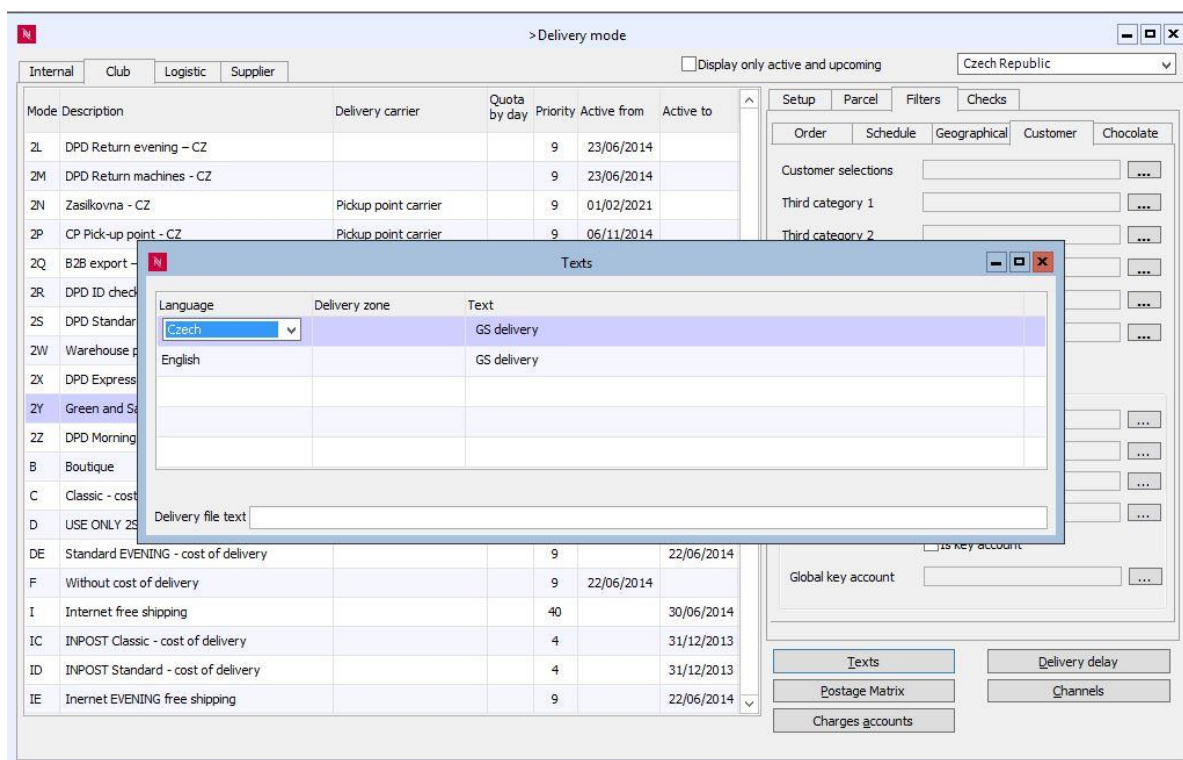 >Delivery mode
Internal Club Logistic Supplier
Display only active and upcoming
Czech Republic
Mode Description Delivery carrier Quota by day Priority Active from Active to
2L DPD Return evening – CZ 9 23/06/2014
2M DPD Return machines - CZ 9 23/06/2014
2N Zasilkovna - CZ Pickup point carrier 9 01/02/2021
2P CP Pick-up point - CZ Pickup point carrier 9 06/11/2014
2Q B2B export –
2R DPD ID check
2S DPD Standar
2W Warehouse p
2X DPD Express
2Y Green and Sa
2Z DPD Morning
B Boutique
C Classic - cost
D USE ONLY 2S
DE Standard EVENING - cost of delivery 9 22/06/2014
F Without cost of delivery 9 22/06/2014
I Internet free shipping 40 30/06/2014
IC INPOST Classic - cost of delivery 4 31/12/2013
ID INPOST Standard - cost of delivery 4 31/12/2013
IE Inernet EVENING free shipping 9 22/06/2014
Setup Parcel Filters Checks
Order Schedule Geographical Customer Chocolate
Customer selections ...
Third category 1 ...
Third category 2 ...
...
...
...
...
...
...
...
Is key account
Global key account ...
Texts Delivery delay
Postage Matrix Channels
Charges accounts
Texts
Language Delivery zone Text
Czech GS delivery
English GS delivery
Delivery file text